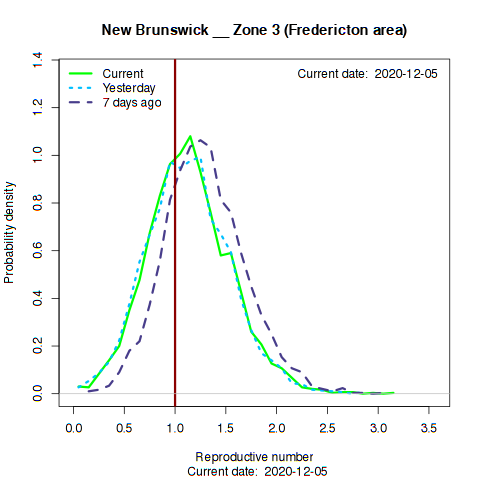 New Brunswick __ Zone 3 (Fredericton area)
Current date:  2020-12-05
Current
Yesterday
7 days ago
Probability density
1.4
1.2
1.0
0.8
0.6
0.4
0.2
0.0
0.0 0.5 1.0 1.5 2.0 2.5 3.0 3.5
Reproductive number
Current date:  2020-12-05